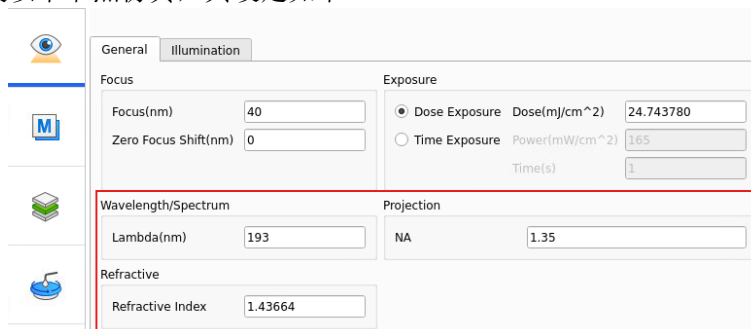 General Illumination
Focus Exposure
Focus(nm) 40 Dose Exposure Dose(mJ/cm^2) 24.743780
Zero Focus Shift(nm) 0 Time Exposure Power(mW/cm^2) 165
Time(s) 1
M
Wavelength/Spectrum Projection
Lambda(nm) 193 NA 1.35
Refractive
Refractive Index 1.43664